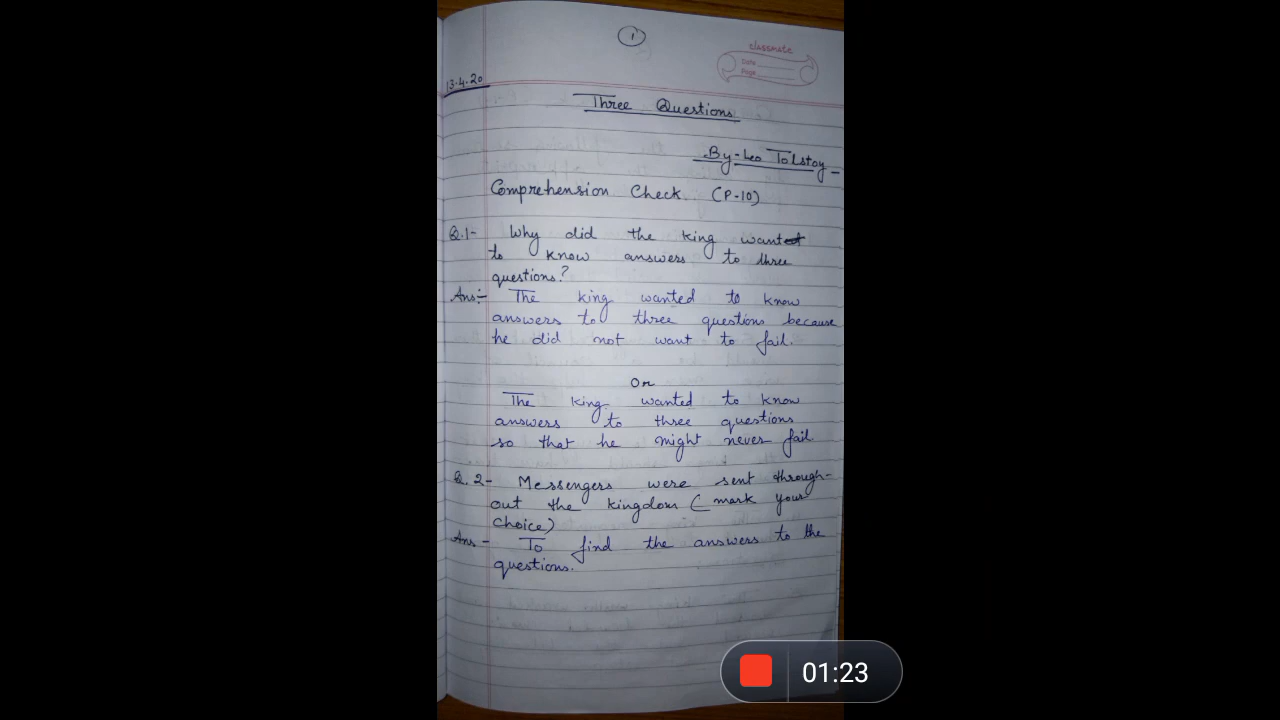 1
classmate
Date
Page
13.4.20
Three Questions
By-Leo Tolstoy-
Comprehension Check (P-10)
Q.1- Why did the king wanted
to know answers to three
questions?
Ans:- The king wanted to know
answers to three questions because
he did not want to fail.
Or
The king wanted to know
answers to three questions
so that he might never fail
Q.2- Messengers were sent through-
out the kingdom ( mark your
choice)
Ans- To find the answers to the
questions.
01:23